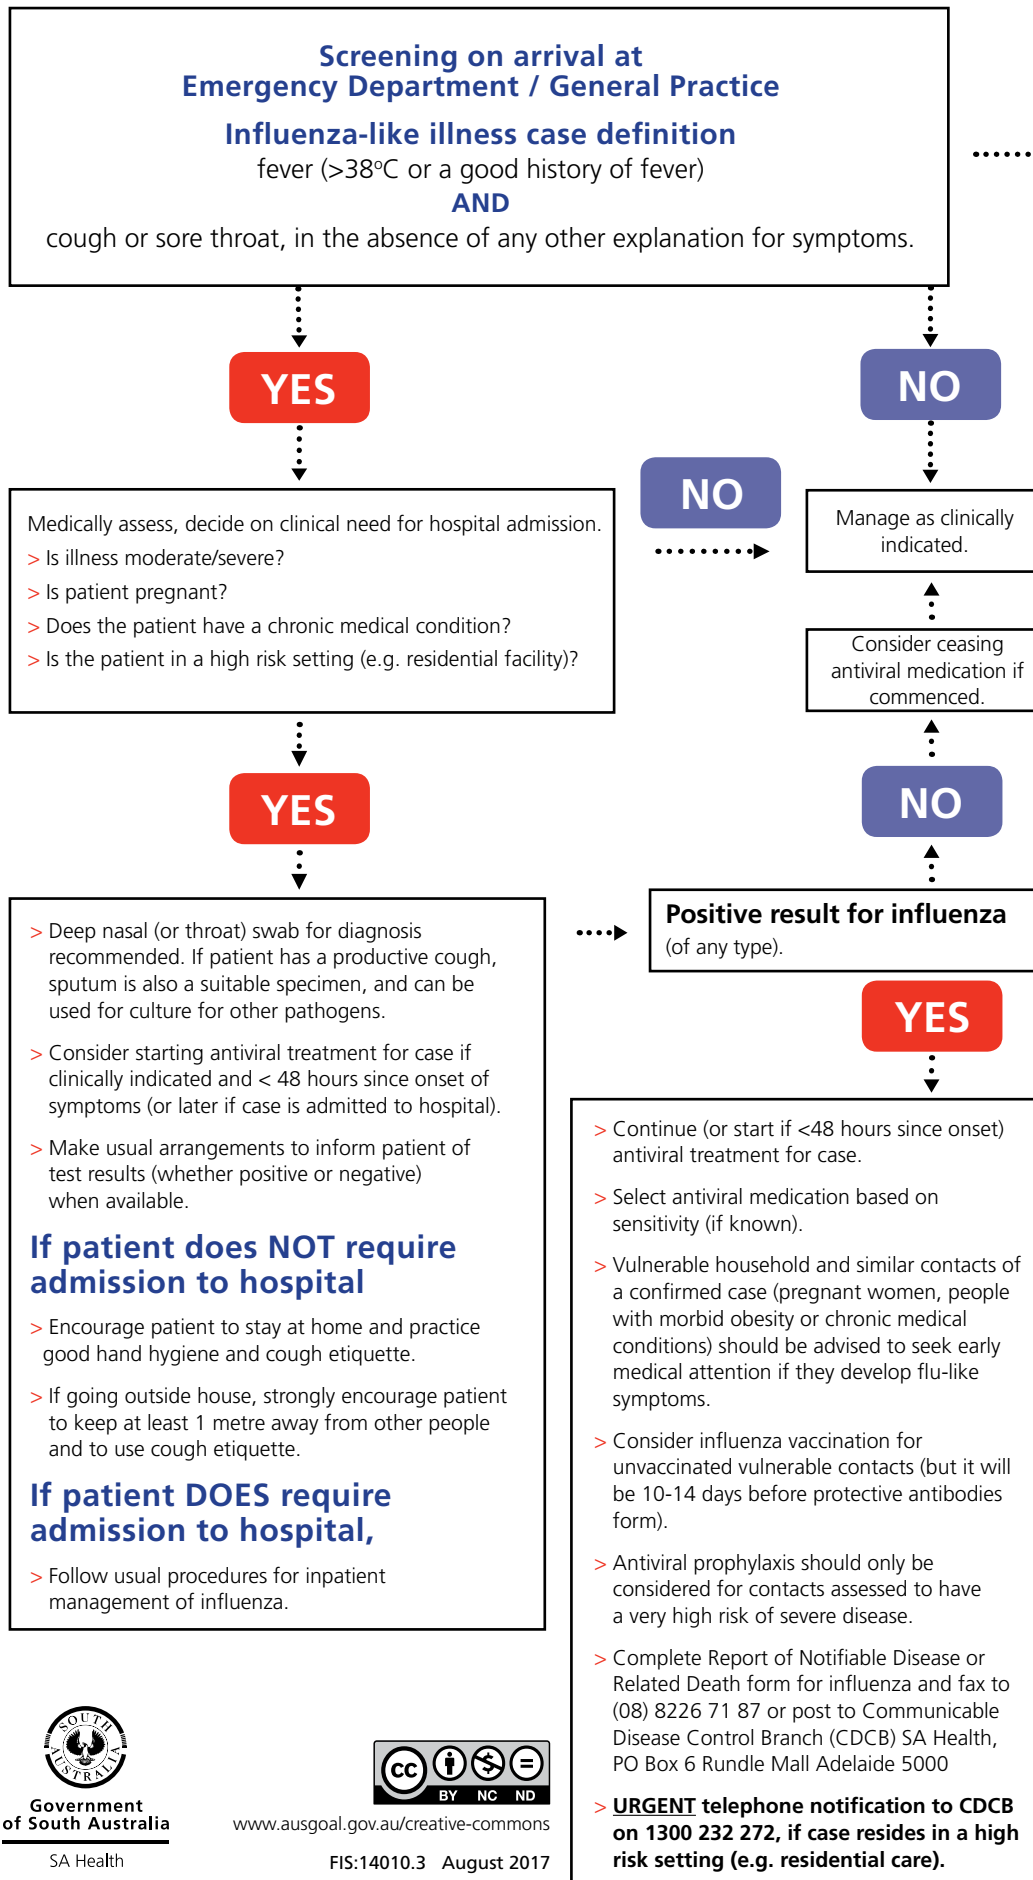 Screening on arrival at
Emergency Department / General Practice
Influenza-like illness case definition
fever (>38°C or a good history of fever)
AND
cough or sore throat, in the absence of any other explanation for symptoms.
YES
NO
Medically assess, decide on clinical need for hospital admission.
> Is illness moderate/severe?
> Is patient pregnant?
> Does the patient have a chronic medical condition?
> Is the patient in a high risk setting (e.g. residential facility)?
NO
Manage as clinically
indicated.
Consider ceasing
antiviral medication if
commenced.
NO
YES
> Deep nasal (or throat) swab for diagnosis
recommended. If patient has a productive cough,
sputum is also a suitable specimen, and can be
used for culture for other pathogens.
> Consider starting antiviral treatment for case if
clinically indicated and < 48 hours since onset of
symptoms (or later if case is admitted to hospital).
> Make usual arrangements to inform patient of
test results (whether positive or negative)
when available.
If patient does NOT require
admission to hospital
> Encourage patient to stay at home and practice
good hand hygiene and cough etiquette.
> If going outside house, strongly encourage patient
to keep at least 1 metre away from other people
and to use cough etiquette.
If patient DOES require
admission to hospital,
> Follow usual procedures for inpatient
management of influenza.
Positive result for influenza
(of any type).
YES
> Continue (or start if <48 hours since onset)
antiviral treatment for case.
> Select antiviral medication based on
sensitivity (if known).
> Vulnerable household and similar contacts of
a confirmed case (pregnant women, people
with morbid obesity or chronic medical
conditions) should be advised to seek early
medical attention if they develop flu-like
symptoms.
> Consider influenza vaccination for
unvaccinated vulnerable contacts (but it will
be 10-14 days before protective antibodies
form).
> Antiviral prophylaxis should only be
considered for contacts assessed to have
a very high risk of severe disease.
> Complete Report of Notifiable Disease or
Related Death form for influenza and fax to
(08) 8226 71 87 or post to Communicable
Disease Control Branch (CDCB) SA Health,
PO Box 6 Rundle Mall Adelaide 5000
> URGENT telephone notification to CDCB
on 1300 232 272, if case resides in a high
risk setting (e.g. residential care).
SOUTH
AUSTRALIA
Government
of South Australia
SA Health
cc
BY NC ND
www.ausgoal.gov.au/creative-commons
FIS:14010.3 August 2017